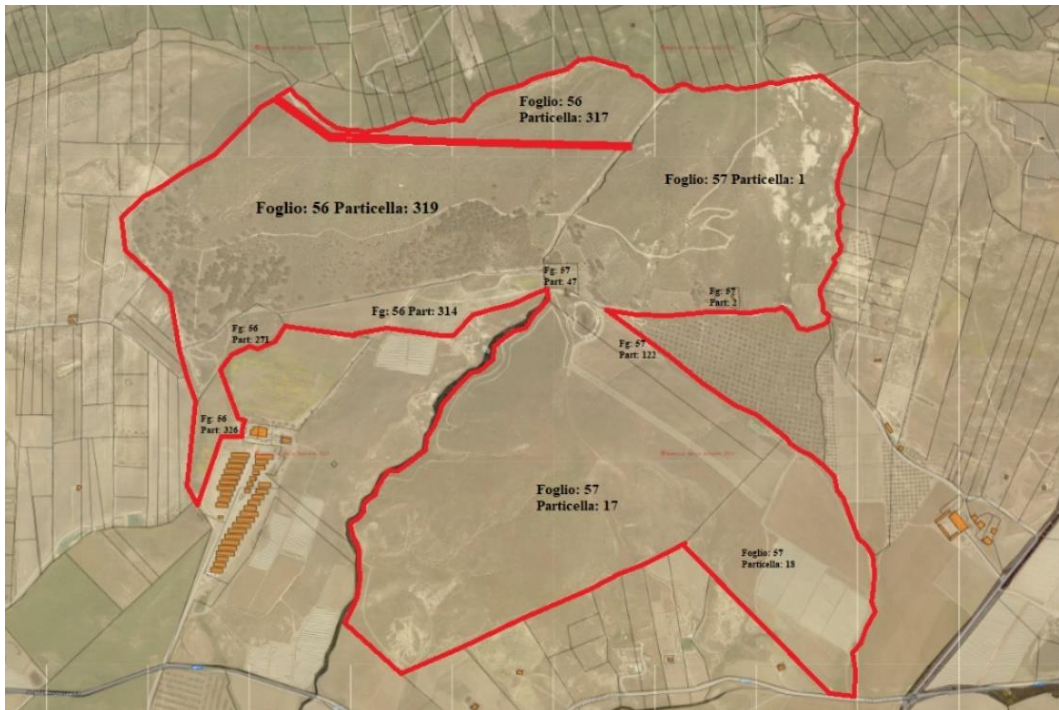 Foglio: 56
Particella: 317
Foglio: 57 Particella: 1
Foglio: 56 Particella: 319
Fg: 57
Part: 47
Fg: 57
Part: 2
Fg: 56 Part: 314
Fg: 56
Part: 271
Fg: 57
Part: 122
Fg: 56
Part: 326
Foglio: 57
Particella: 17
Foglio: 57
Particella: 18